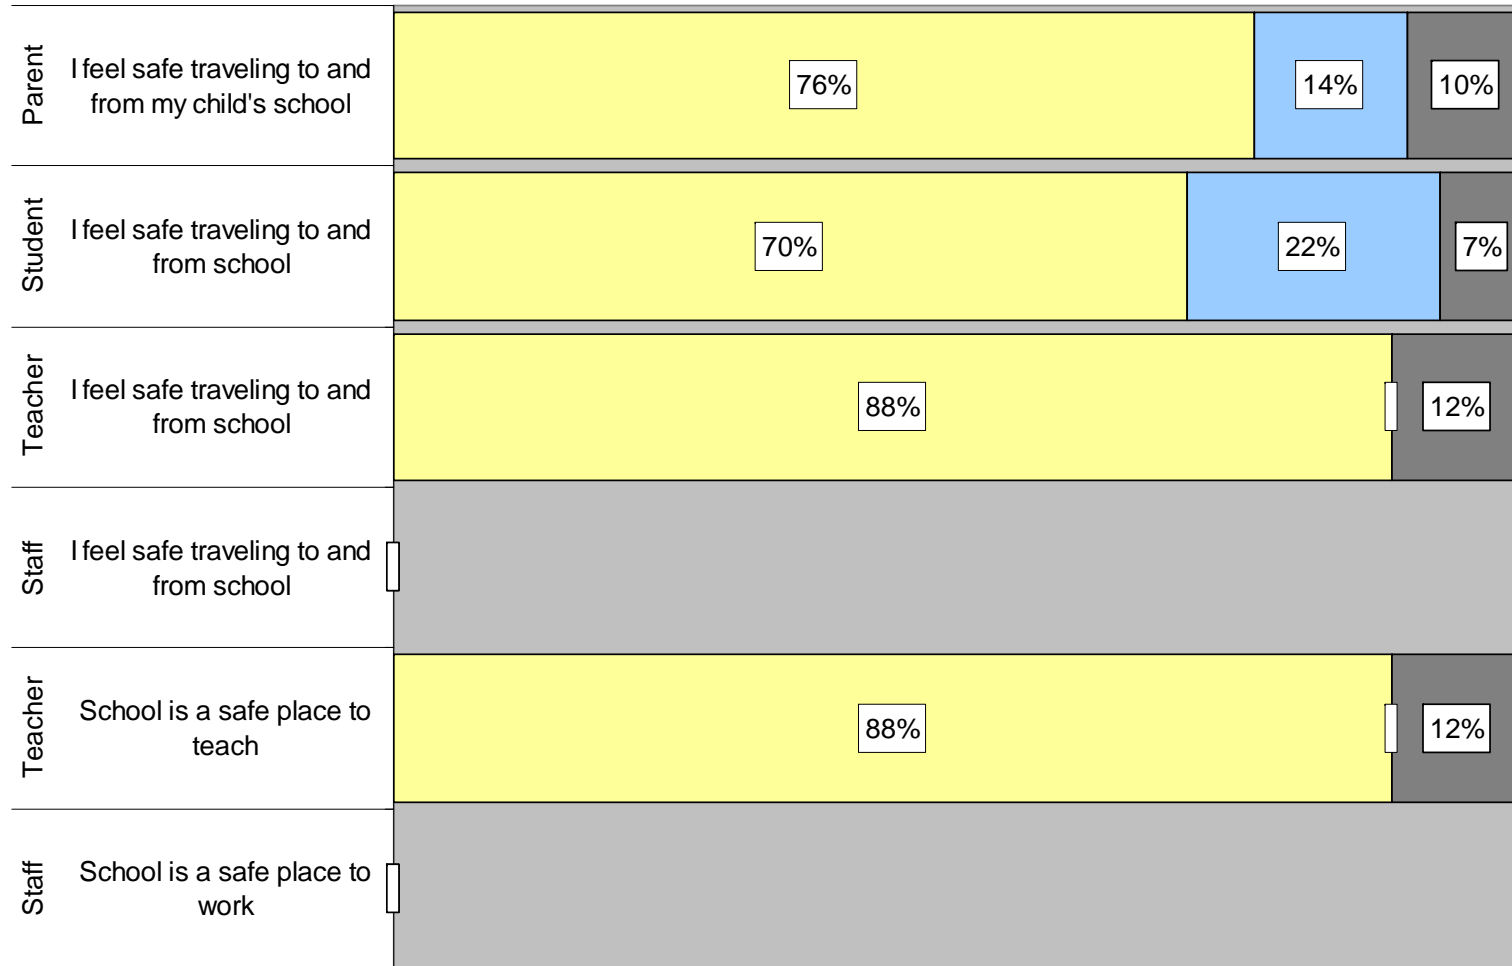 Parent
I feel safe traveling to and
from my child's school
76%
14%
10%
Student
I feel safe traveling to and
from school
70%
22%
7%
Teacher
I feel safe traveling to and
from school
88%
12%
Staff
I feel safe traveling to and
from school
Teacher
School is a safe place to
teach
88%
12%
Staff
School is a safe place to
work